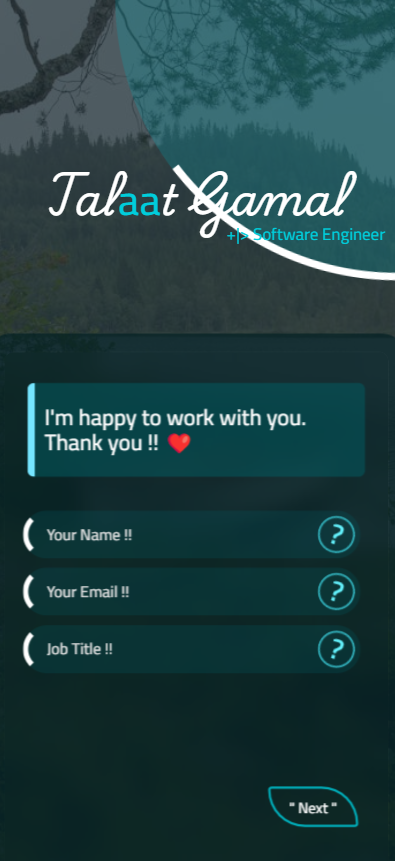 Talaat Gamal
+|> Software Engineer
I'm happy to work with you.
Thank you !! ❤️
Your Name !!
?
Your Email !!
?
Job Title !!
?
" Next "